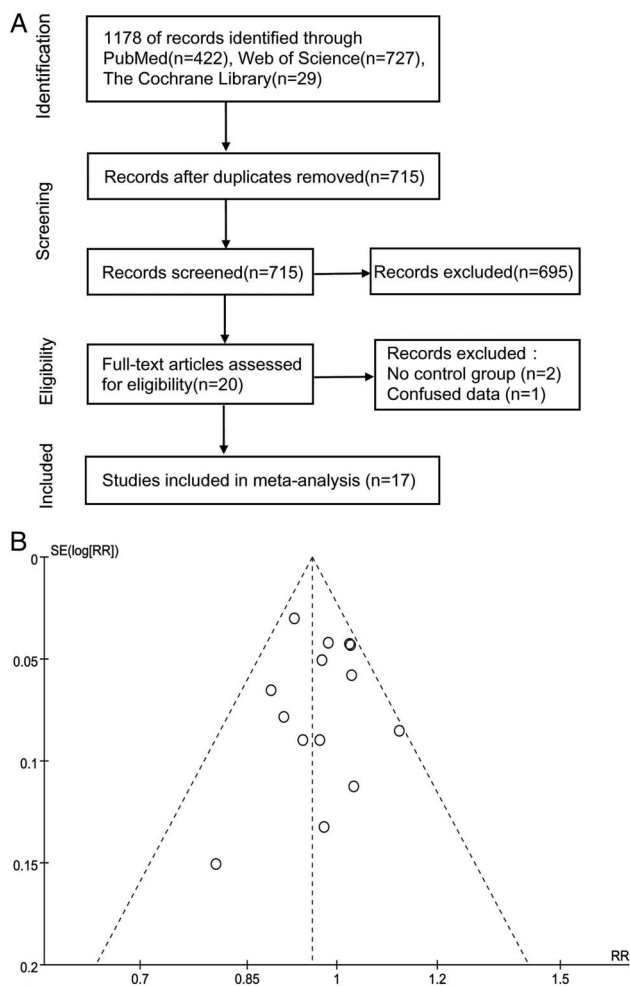 A
Identification
1178 of records identified through
PubMed(n=422), Web of Science(n=727),
The Cochrane Library(n=29)
Screening
Records after duplicates removed(n=715)
Records screened(n=715)
Records excluded(n=695)
Eligibility
Full-text articles assessed
for eligibility(n=20)
Records excluded :
No control group (n=2)
Confused data (n=1)
Included
Studies included in meta-analysis (n=17)
B
SE(log[RR])
0
0.05
0.1
0.15
0.2
RR
0.7
0.85
1
1.2
1.5